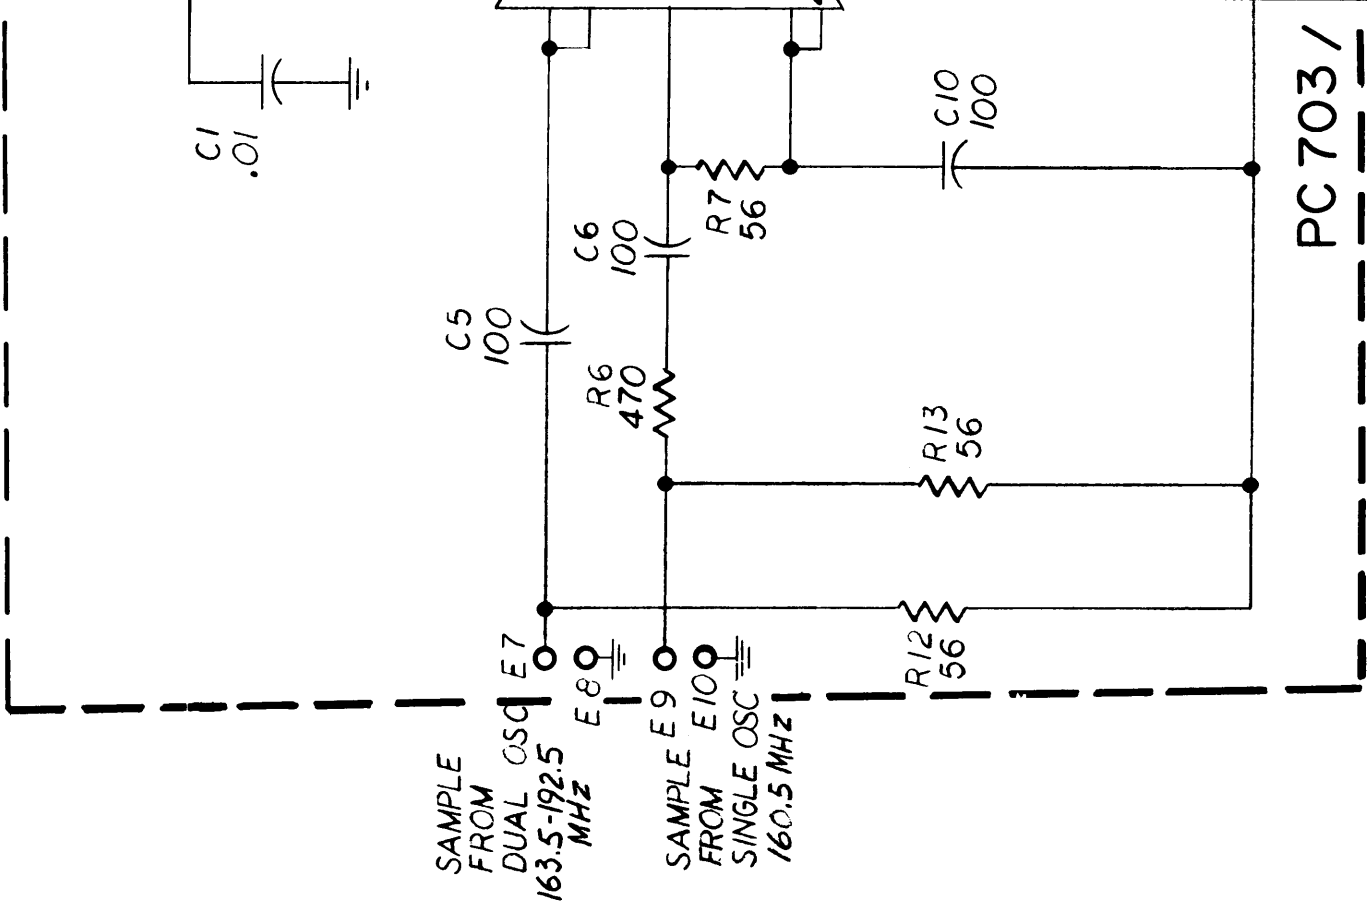 C1
.01
C5
100
C6
100
R7
56
C10
100
R6
470
R13
56
R12
56
PC 703 /
E7
E8
E9
E10
SAMPLE
FROM
DUAL OSC
163.5-192.5
MHZ
SAMPLE
FROM
SINGLE OSC
160.5 MHZ